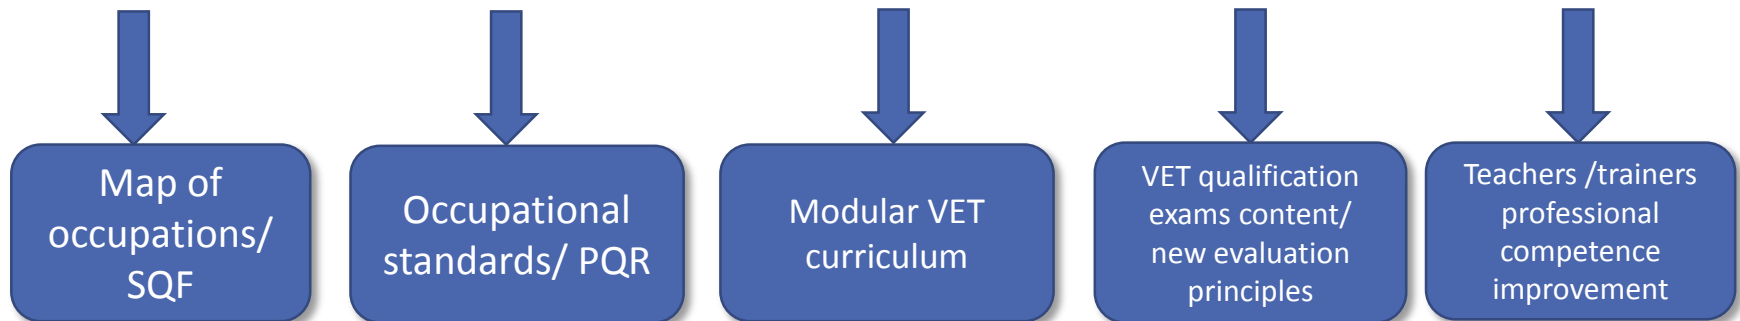 Map of
occupations/
SQF
Occupational
standards/ PQR
Modular VET
curriculum
VET qualification
exams content/
new evaluation
principles
Teachers /trainers
professional
competence
improvement